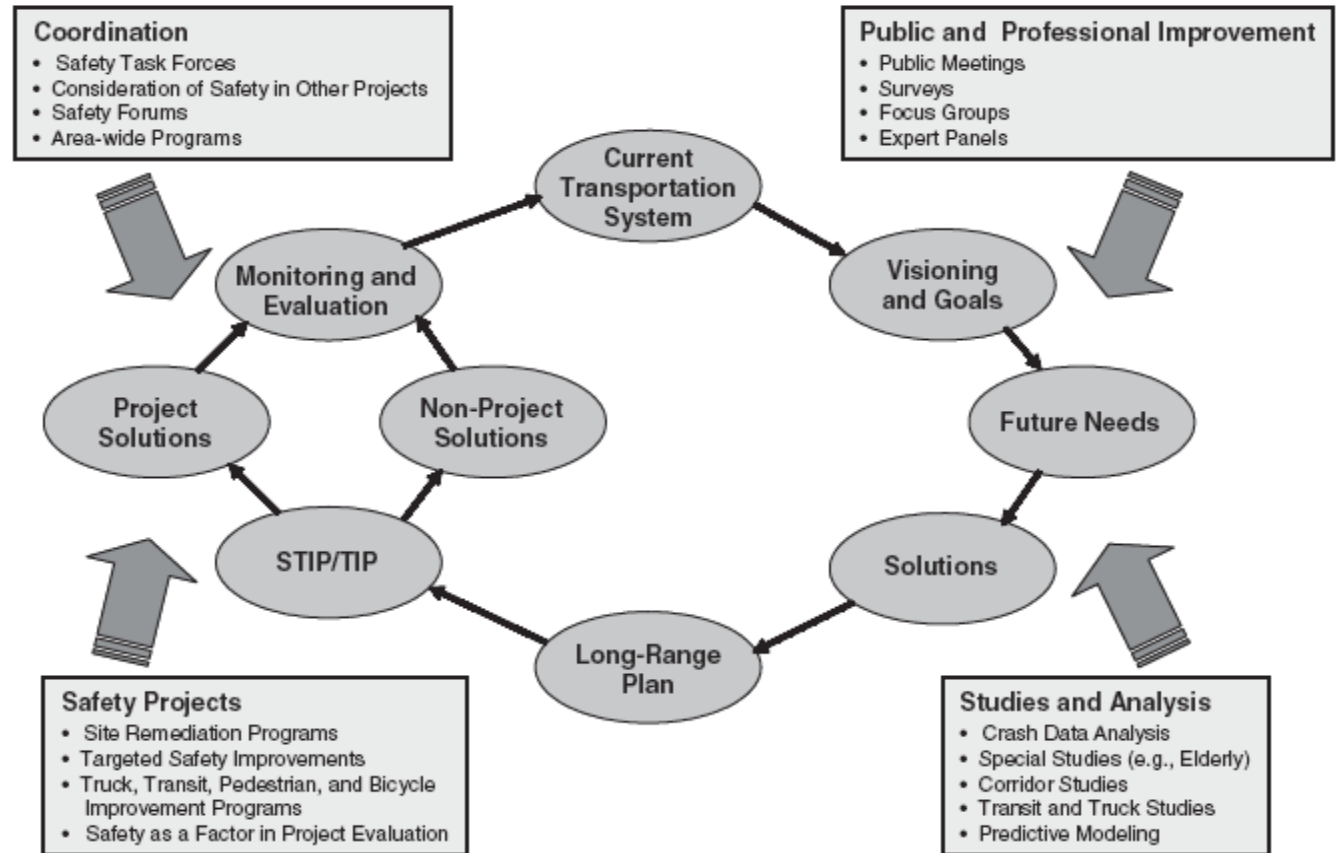 Coordination
• Safety Task Forces
• Consideration of Safety in Other Projects
• Safety Forums
• Area-wide Programs
Public and Professional Improvement
• Public Meetings
• Surveys
• Focus Groups
• Expert Panels
Current
Transportation
System
Monitoring and
Evaluation
Visioning
and Goals
Project
Solutions
Non-Project
Solutions
Future Needs
STIP/TIP
Solutions
Long-Range
Plan
Safety Projects
• Site Remediation Programs
• Targeted Safety Improvements
• Truck, Transit, Pedestrian, and Bicycle
Improvement Programs
• Safety as a Factor in Project Evaluation
Studies and Analysis
• Crash Data Analysis
• Special Studies (e.g., Elderly)
• Corridor Studies
• Transit and Truck Studies
• Predictive Modeling